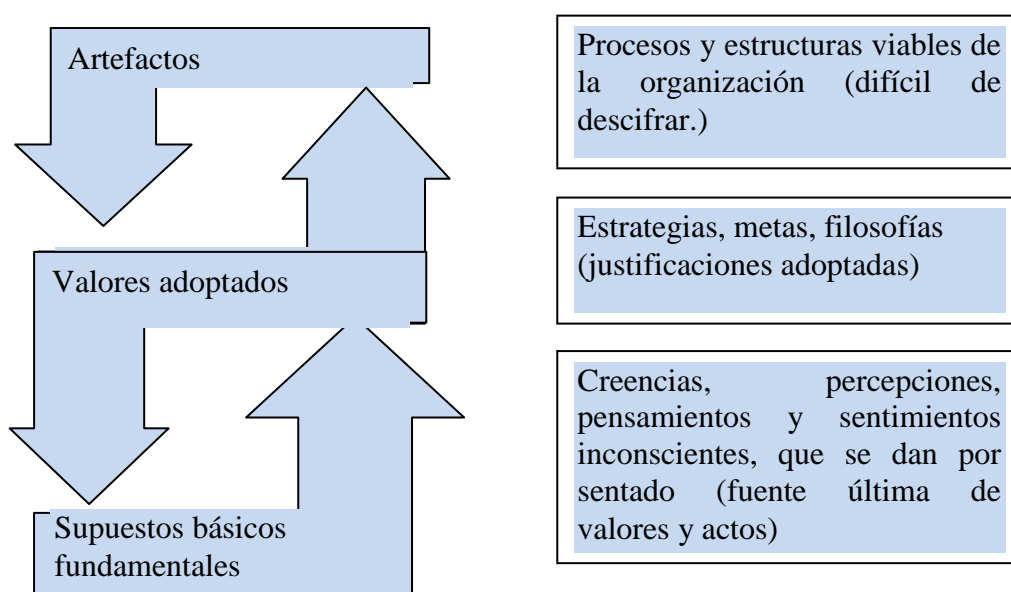 Artefactos
Procesos y estructuras viables de
la organización (difícil de
descifrar.)
Valores adoptados
Estrategias, metas, filosofías
(justificaciones adoptadas)
Supuestos básicos
fundamentales
Creencias, percepciones,
pensamientos y sentimientos
inconscientes, que se dan por
sentado (fuente última de
valores y actos)